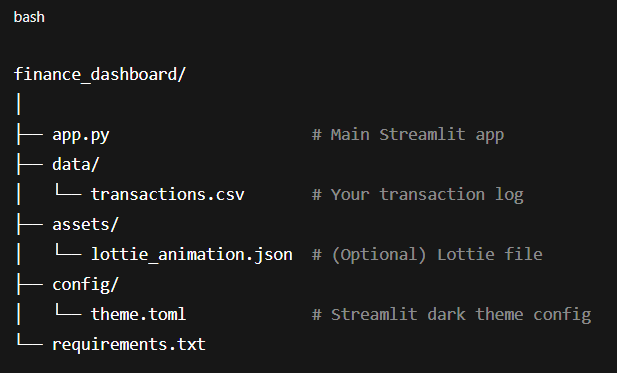 bash
finance_dashboard/
│
├── app.py                    # Main Streamlit app
├── data/
│   └── transactions.csv      # Your transaction log
├── assets/
│   └── lottie_animation.json # (Optional) Lottie file
├── config/
│   └── theme.toml            # Streamlit dark theme config
└── requirements.txt